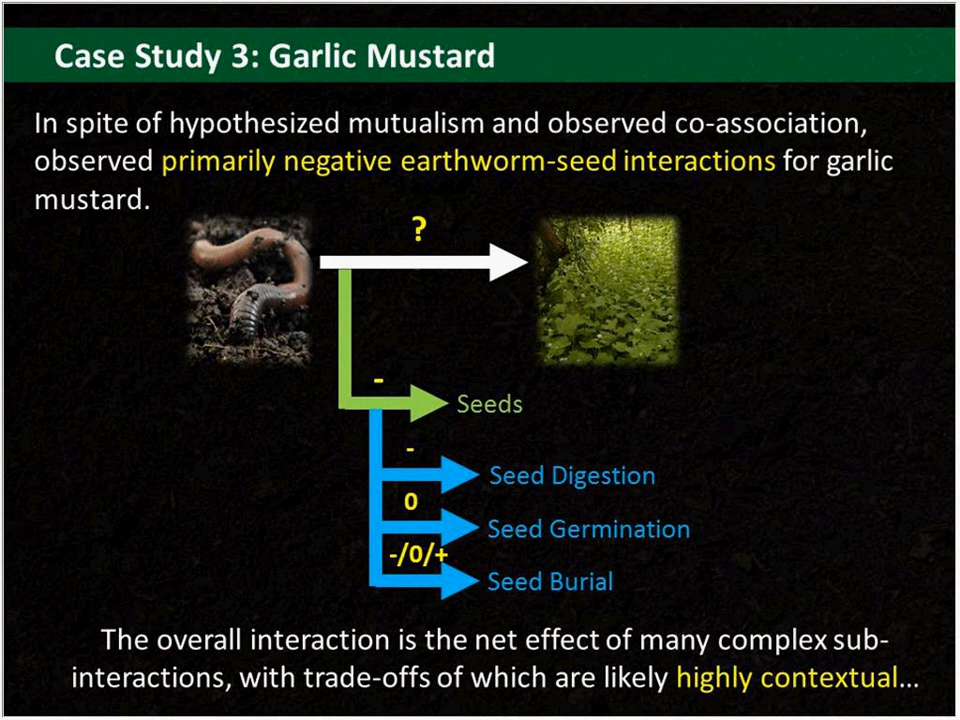 Case Study 3: Garlic Mustard
In spite of hypothesized mutualism and observed co-association,
observed primarily negative earthworm-seed interactions for garlic
mustard.
?
-
Seeds
-
Seed Digestion
0
Seed Germination
-/0/+
Seed Burial
The overall interaction is the net effect of many complex sub-
interactions, with trade-offs of which are likely highly contextual...